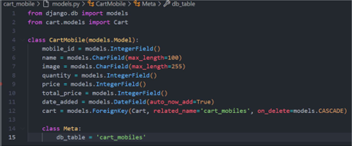 cart_mobile > models.py > CartMobile > Meta > db_table
1 from django.db import models
2 from cart.models import Cart
3
4 class CartMobile(models.Model):
5 mobile_id = models.IntegerField()
6 name = models.CharField(max_length=100)
7 image = models.CharField(max_length=255)
8 quantity = models.IntegerField()
9 price = models.IntegerField()
10 total_price = models.IntegerField()
11 date_added = models.DateField(auto_now_add=True)
12 cart = models.ForeignKey(Cart, related_name='cart_mobiles', on_delete=models.CASCADE)
13
14 class Meta:
15 db_table = 'cart_mobiles'